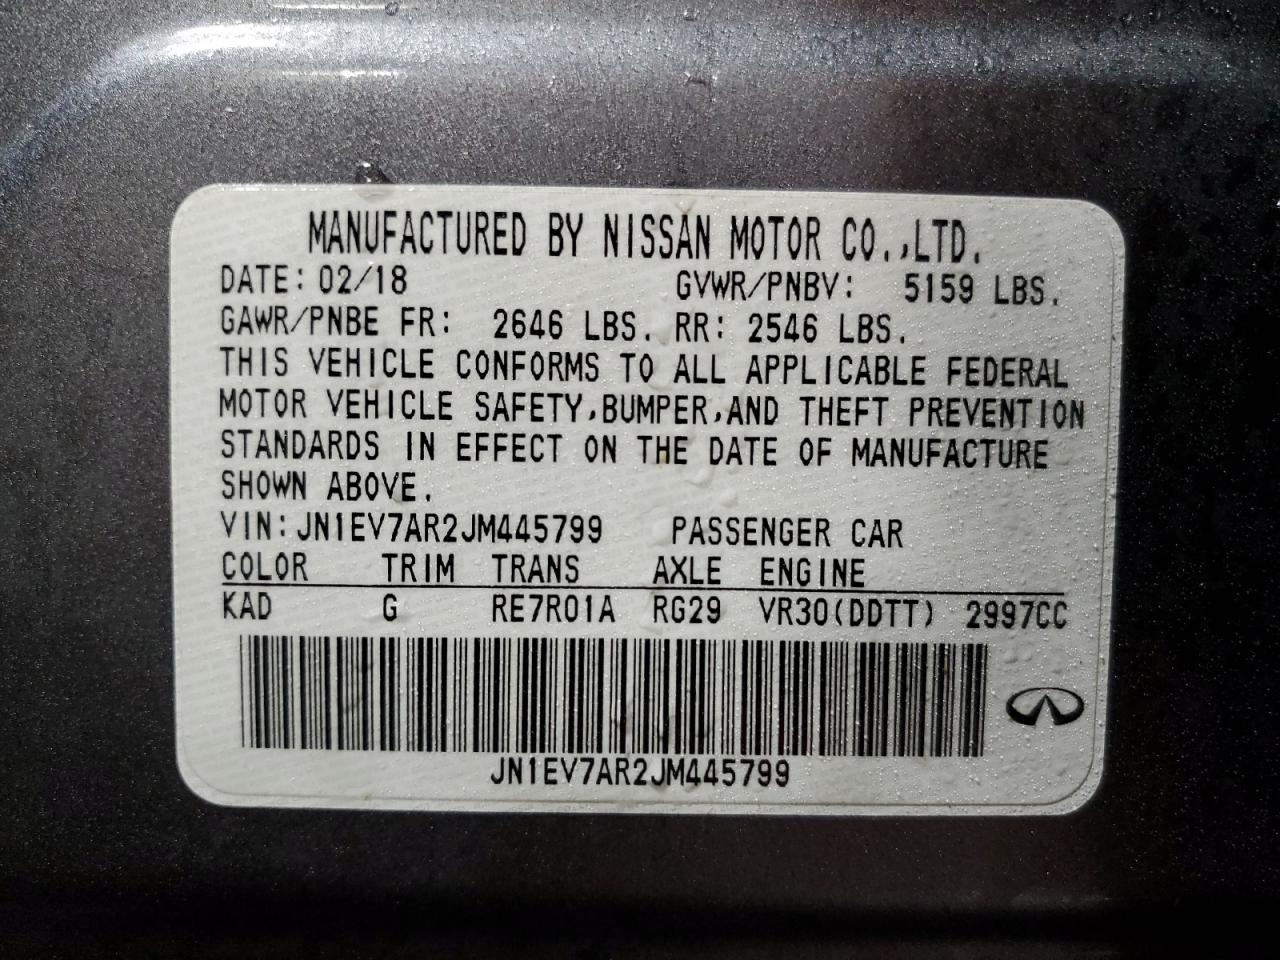 MANUFACTURED BY NISSAN MOTOR CO.,LTD.
DATE: 02/18 GVWR/PNBV: 5159 LBS.
GAWR/PNBE FR: 2646 LBS. RR: 2546 LBS.
THIS VEHICLE CONFORMS TO ALL APPLICABLE FEDERAL
MOTOR VEHICLE SAFETY,BUMPER,AND THEFT PREVENTION
STANDARDS IN EFFECT ON THE DATE OF MANUFACTURE
SHOWN ABOVE.
VIN:JN1EV7AR2JM445799 PASSENGER CAR
COLOR TRIM TRANS AXLE ENGINE
KAD G RE7R01A RG29 VR30(DDTT) 2997CC
JN1EV7AR2JM445799